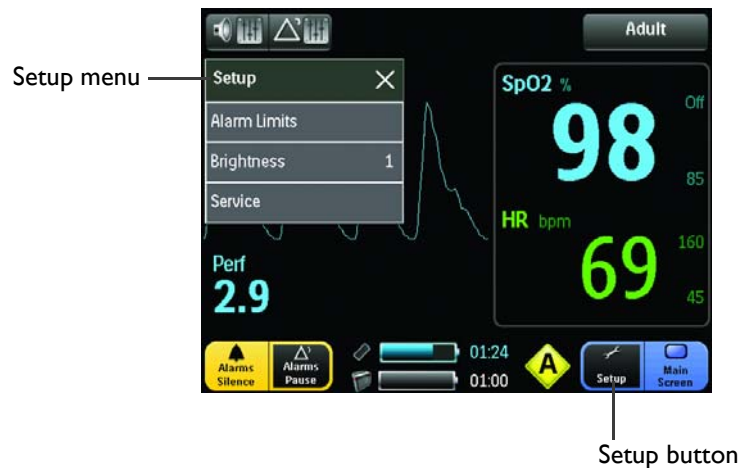 Adult
Setup menu
Setup
Alarm Limits
Brightness 1
Service
SpO2 %
Off
98
85
HR bpm
160
69
45
Perf
2.9
Alarms
Silence
Alarms
Pause
01:24
01:00
A
Setup
Main
Screen
Setup button